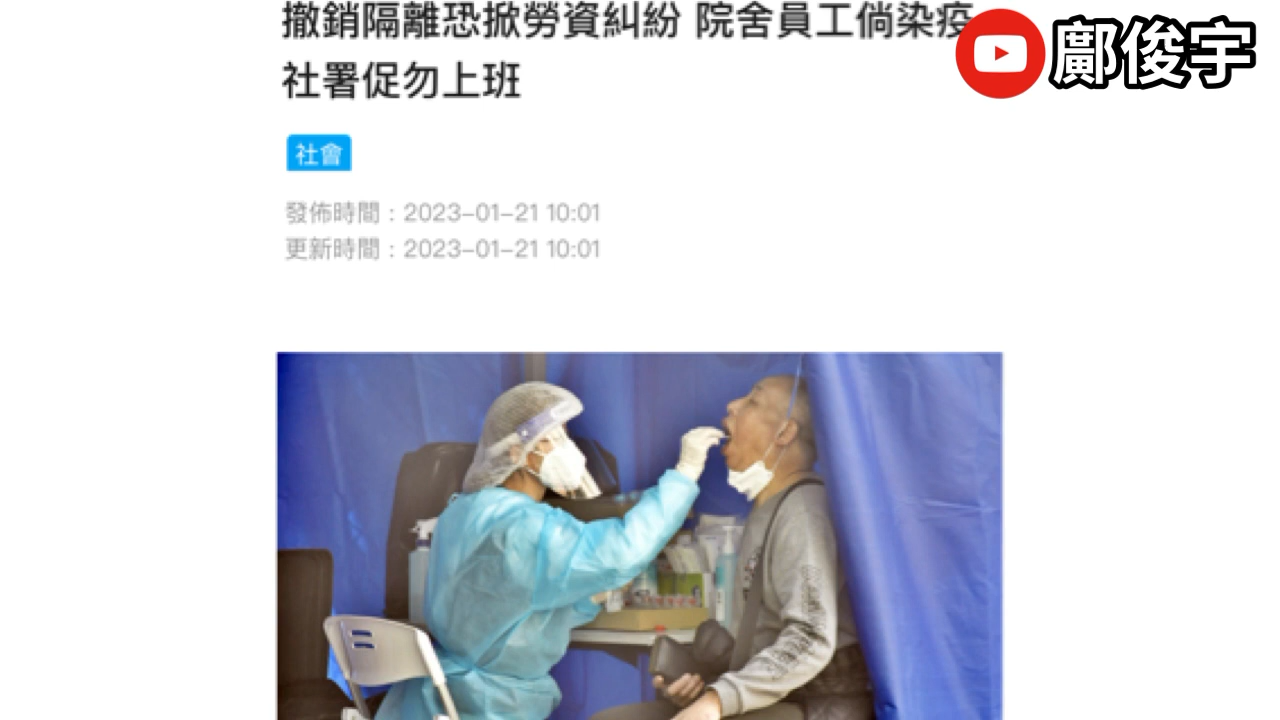 撤銷隔離恐掀勞資糾紛 院舍員工倘染疫
社署促勿上班
鄺俊宇
社會
發佈時間：2023-01-21 10:01
更新時間：2023-01-21 10:01